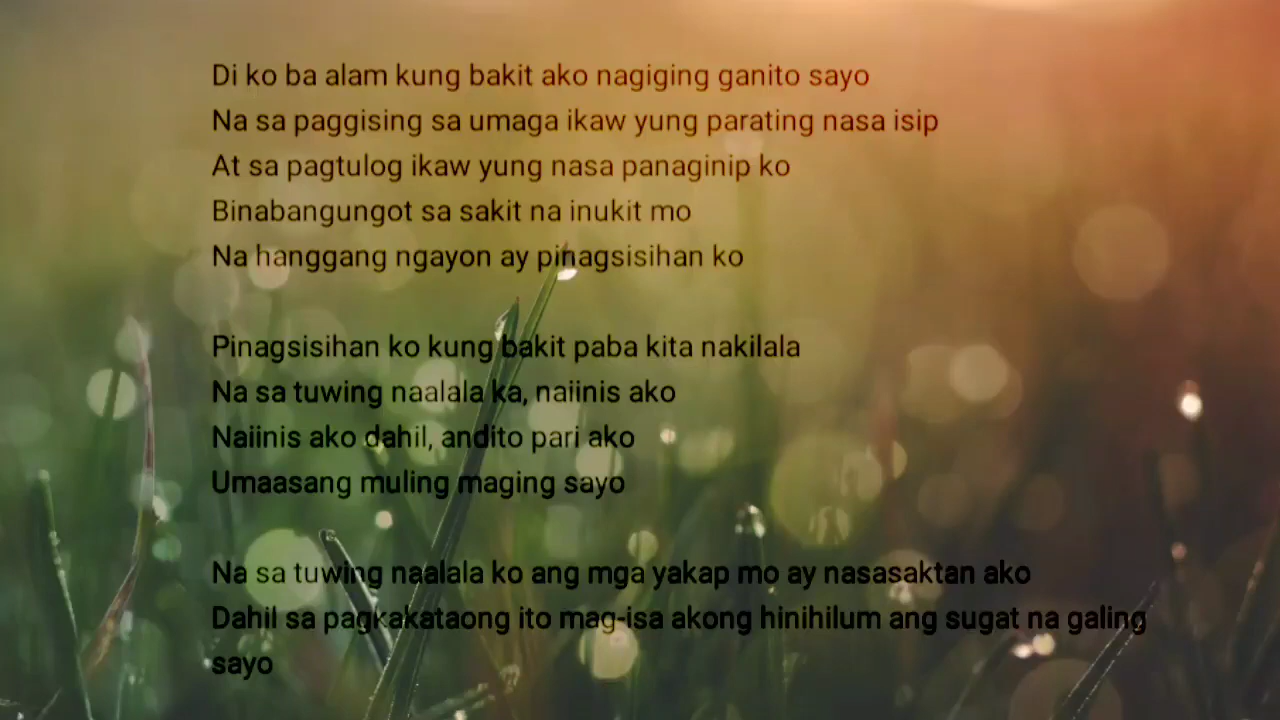 Di ko ba alam kung bakit ako nagiging ganito sayo
Na sa paggising sa umaga ikaw yung parating nasa isip
At sa pagtulog ikaw yung nasa panaginip ko
Binabangungot sa sakit na inukit mo
Na hanggang ngayon ay pinagsisihan ko
Pinagsisihan ko kung bakit paba kita nakilala
Na sa tuwing naalala ka, naiinis ako
Naiinis ako dahil, andito pari ako
Umaasang muling maging sayo
Na sa tuwing naalala ko ang mga yakap mo ay nasasaktan ako
Dahil sa pagkakataong ito mag-isa akong hinihilum ang sugat na galing
sayo